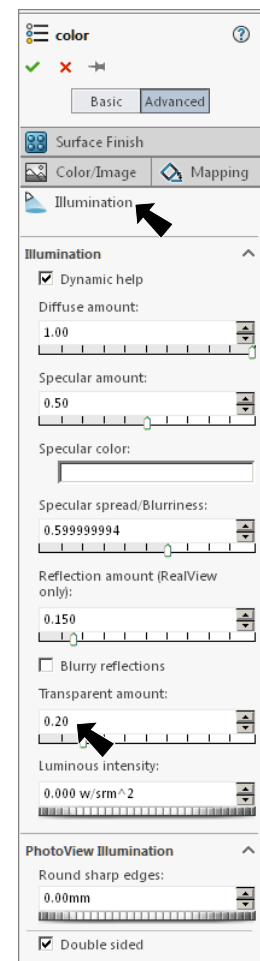 color
Basic Advanced
Surface Finish
Color/Image Mapping
Illumination
Illumination
Dynamic help
Diffuse amount:
1.00
Specular amount:
0.50
Specular color:
Specular spread/Blurriness:
0.599999994
Reflection amount (RealView
only):
0.150
Blurry reflections
Transparent amount:
0.20
Luminous intensity:
0.000 w/srm^2
PhotoView Illumination
Round sharp edges:
0.00mm
Double sided